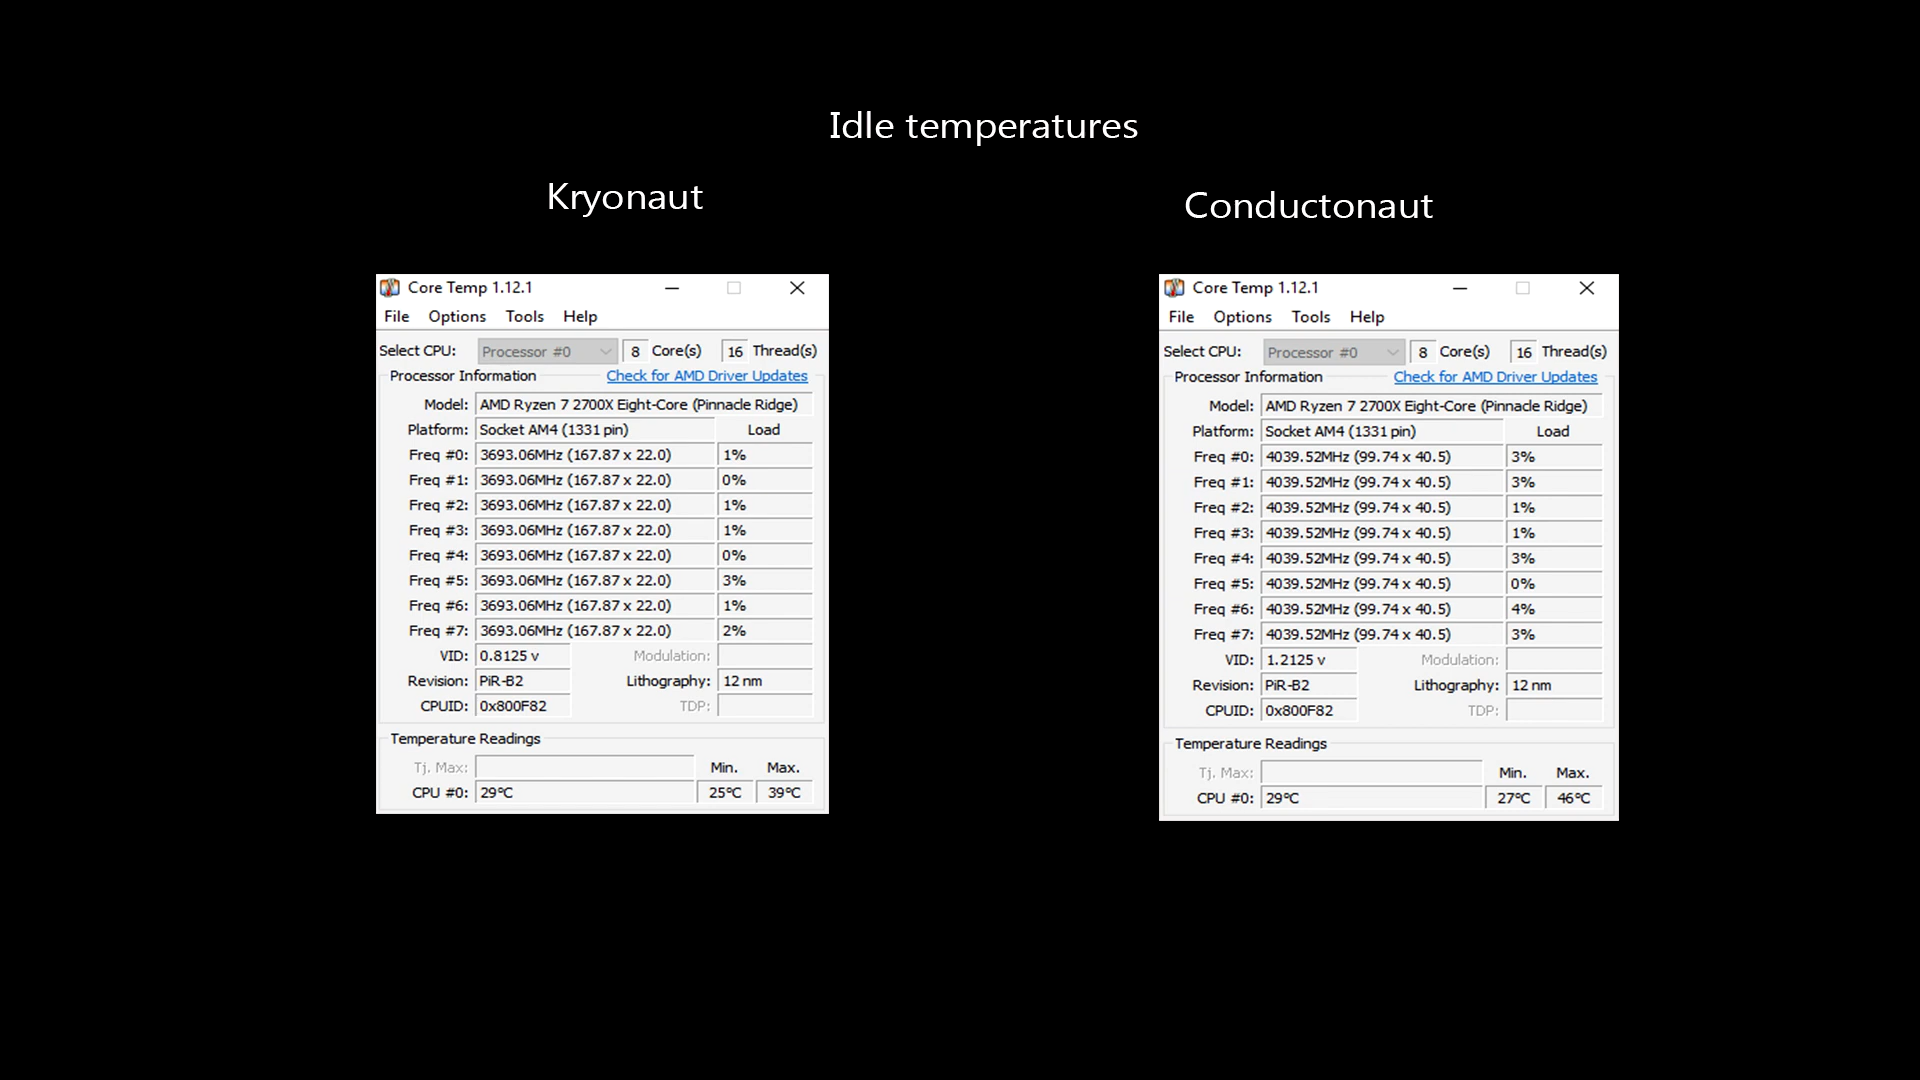 Idle temperatures
Kryonaut
Conductonaut
Core Temp 1.12.1
File Options Tools Help
Select CPU: Processor #0 8 Core(s) 16 Thread(s)
Processor Information Check for AMD Driver Updates
Model: AMD Ryzen 7 2700X Eight-Core (Pinnacle Ridge)
Platform: Socket AM4 (1331 pin) Load
Freq #0: 3693.06MHz (167.87 x 22.0) 1%
Freq #1: 3693.06MHz (167.87 x 22.0) 0%
Freq #2: 3693.06MHz (167.87 x 22.0) 1%
Freq #3: 3693.06MHz (167.87 x 22.0) 1%
Freq #4: 3693.06MHz (167.87 x 22.0) 0%
Freq #5: 3693.06MHz (167.87 x 22.0) 3%
Freq #6: 3693.06MHz (167.87 x 22.0) 1%
Freq #7: 3693.06MHz (167.87 x 22.0) 2%
VID: 0.8125 v Modulation:
Revision: PiR-B2 Lithography: 12 nm
CPUID: 0x800F82 TDP:
Temperature Readings
Tj. Max: Min. Max.
CPU #0: 29°C 25°C 39°C
Core Temp 1.12.1
File Options Tools Help
Select CPU: Processor #0 8 Core(s) 16 Thread(s)
Processor Information Check for AMD Driver Updates
Model: AMD Ryzen 7 2700X Eight-Core (Pinnacle Ridge)
Platform: Socket AM4 (1331 pin) Load
Freq #0: 4039.52MHz (99.74 x 40.5) 3%
Freq #1: 4039.52MHz (99.74 x 40.5) 3%
Freq #2: 4039.52MHz (99.74 x 40.5) 1%
Freq #3: 4039.52MHz (99.74 x 40.5) 1%
Freq #4: 4039.52MHz (99.74 x 40.5) 3%
Freq #5: 4039.52MHz (99.74 x 40.5) 0%
Freq #6: 4039.52MHz (99.74 x 40.5) 4%
Freq #7: 4039.52MHz (99.74 x 40.5) 3%
VID: 1.2125 v Modulation:
Revision: PiR-B2 Lithography: 12 nm
CPUID: 0x800F82 TDP:
Temperature Readings
Tj. Max: Min. Max.
CPU #0: 29°C 27°C 46°C